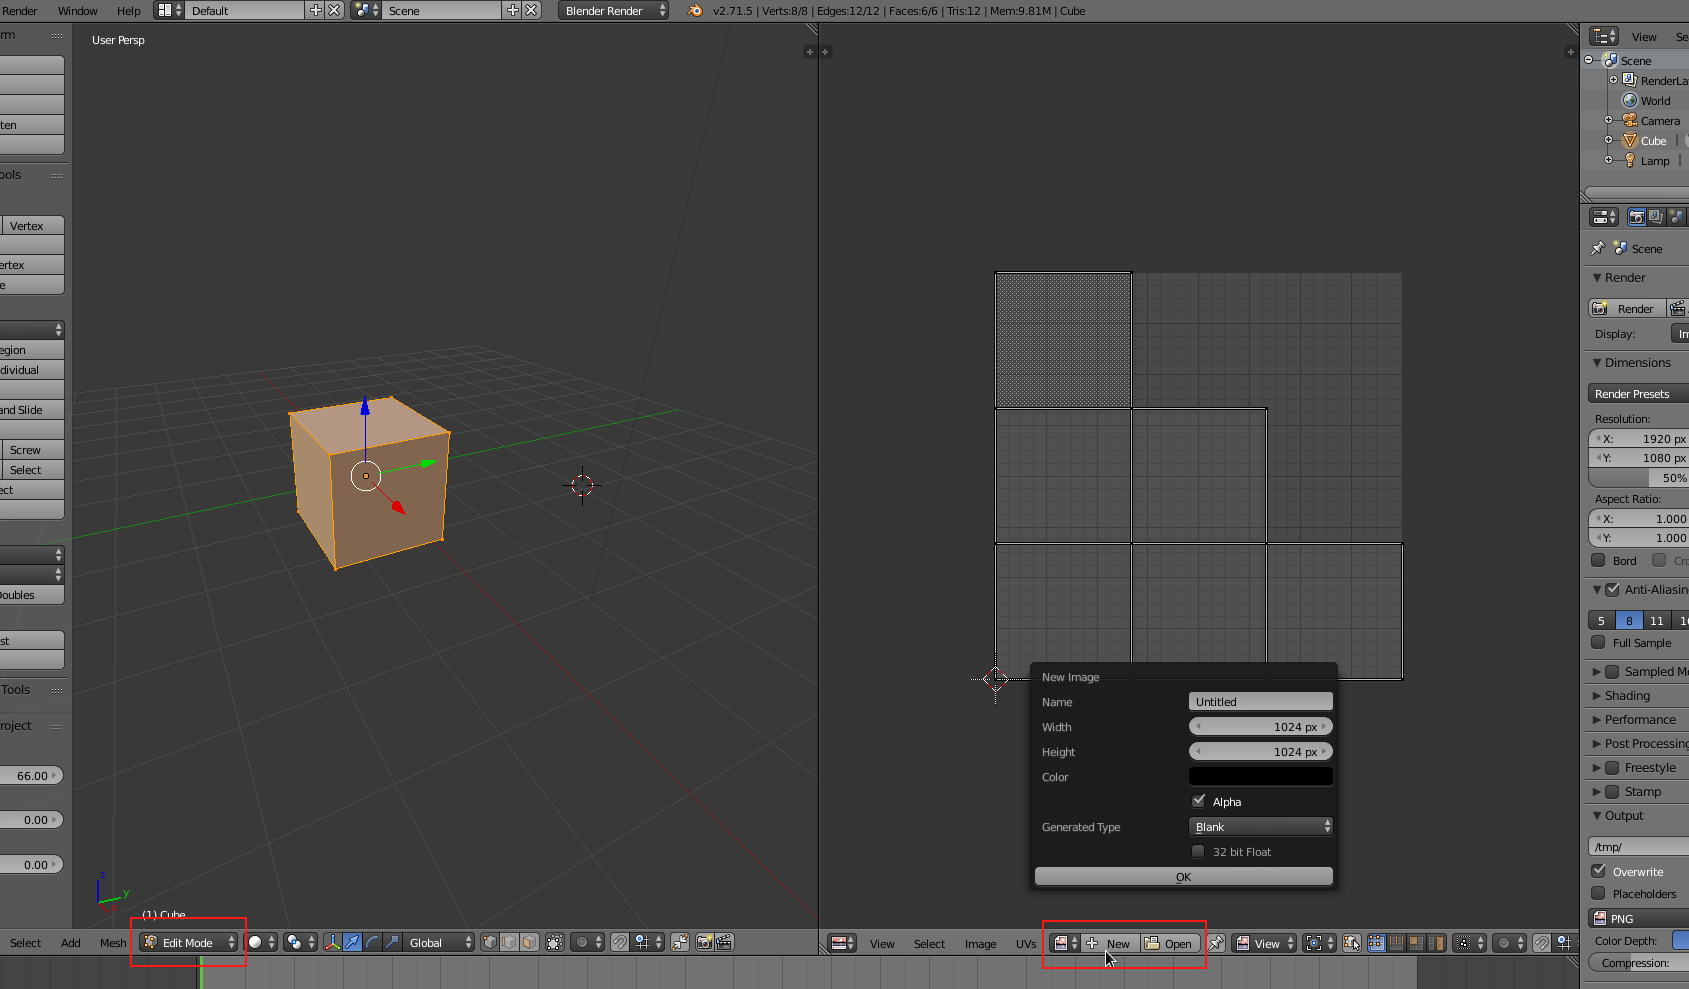 Render Window Help Default Scene Blender Render v2.71.5 | Verts:8/8 | Edges:12/12 | Faces:6/6 | Tris:12 | Mem:9.81M | Cube
User Persp
rm
ten
ools
Vertex
ertex
e
egion
dividual
and Slide
Screw
Select
ect
Doubles
st
Tools
roject
66.00
0.00
0.00
z
y
(1) Cube
Select Add Mesh Edit Mode Global
New Image
Name Untitled
Width 1024 px
Height 1024 px
Color
Alpha
Generated Type Blank
32 bit Float
OK
View Select Image UVs New Open View
View Se
Scene
RenderLa
World
Camera
Cube |
Lamp |
Scene
Render
Render
Display: Im
Dimensions
Render Presets
Resolution:
X: 1920 px
Y: 1080 px
50%
Aspect Ratio:
X: 1.000
Y: 1.000
Bord Cro
Anti-Aliasin
5 8 11 16
Full Sample
Sampled Mo
Shading
Performance
Post Processing
Freestyle
Stamp
Output
/tmp/
Overwrite
Placeholders
PNG
Color Depth:
Compression: